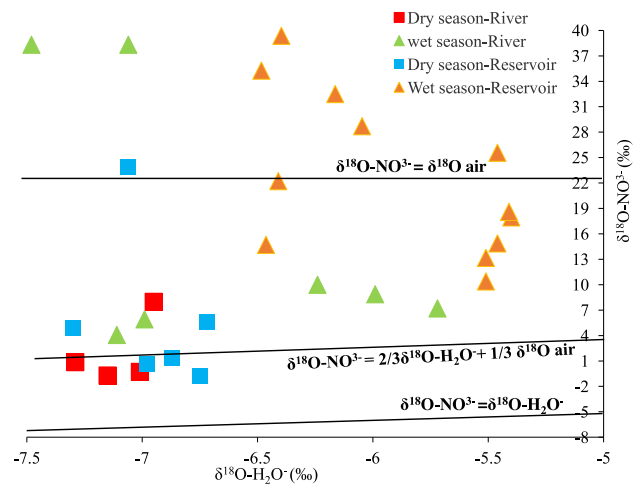 Dry season-River
wet season-River
Dry season-Reservoir
Wet season-Reservoir
40
37
34
31
28
25
22
19
16
13
10
7
4
1
-2
-5
-8
δ¹⁸O-NO³⁻ (‰)
δ¹⁸O-NO³⁻ = δ¹⁸O air
δ¹⁸O-NO³⁻ = 2/3δ¹⁸O-H₂O⁻+ 1/3 δ¹⁸O air
δ¹⁸O-NO³⁻=δ¹⁸O-H₂O⁻
-7.5
-7
-6.5
-6
-5.5
-5
δ¹⁸O-H₂O⁻(‰)